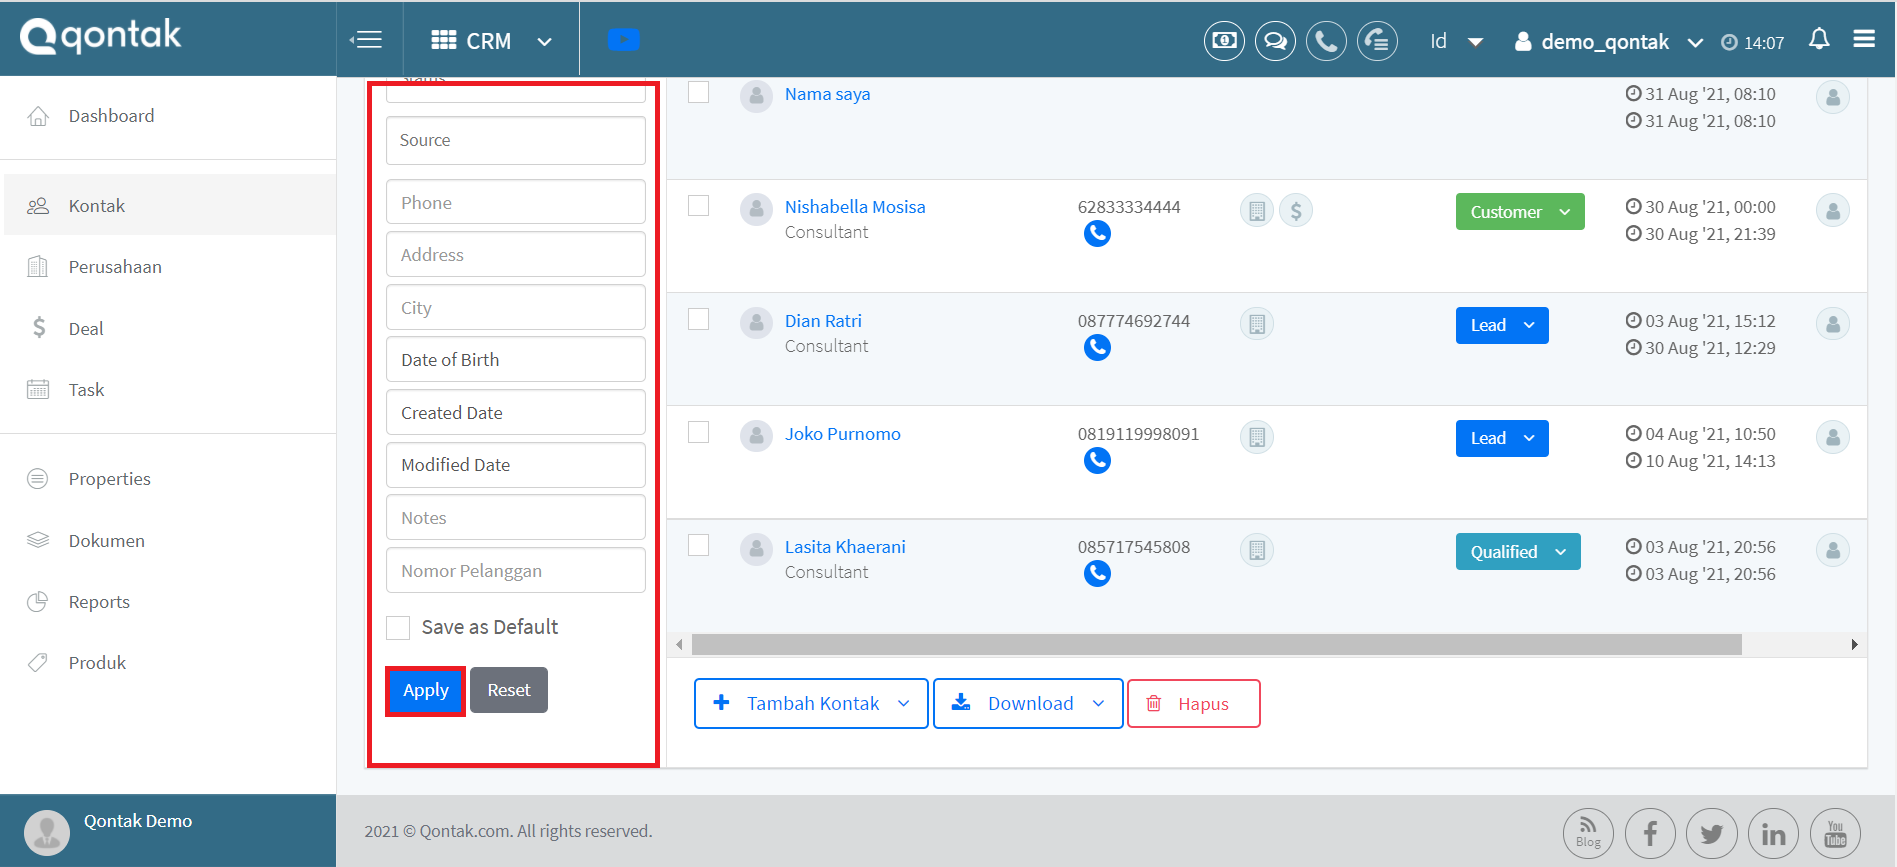 qontak
CRM
Id
demo_qontak
14:07
Dashboard
Kontak
Perusahaan
Deal
Task
Properties
Dokumen
Reports
Produk
Qontak Demo
Status
Source
Phone
Address
City
Date of Birth
Created Date
Modified Date
Notes
Nomor Pelanggan
Save as Default
Apply
Reset
Nama saya
31 Aug '21, 08:10
31 Aug '21, 08:10
Nishabella Mosisa
Consultant
62833334444
Customer
30 Aug '21, 00:00
30 Aug '21, 21:39
Dian Ratri
Consultant
087774692744
Lead
03 Aug '21, 15:12
30 Aug '21, 12:29
Joko Purnomo
0819119998091
Lead
04 Aug '21, 10:50
10 Aug '21, 14:13
Lasita Khaerani
Consultant
085717545808
Qualified
03 Aug '21, 20:56
03 Aug '21, 20:56
Tambah Kontak
Download
Hapus
2021 © Qontak.com. All rights reserved.
Blog
You
Tube